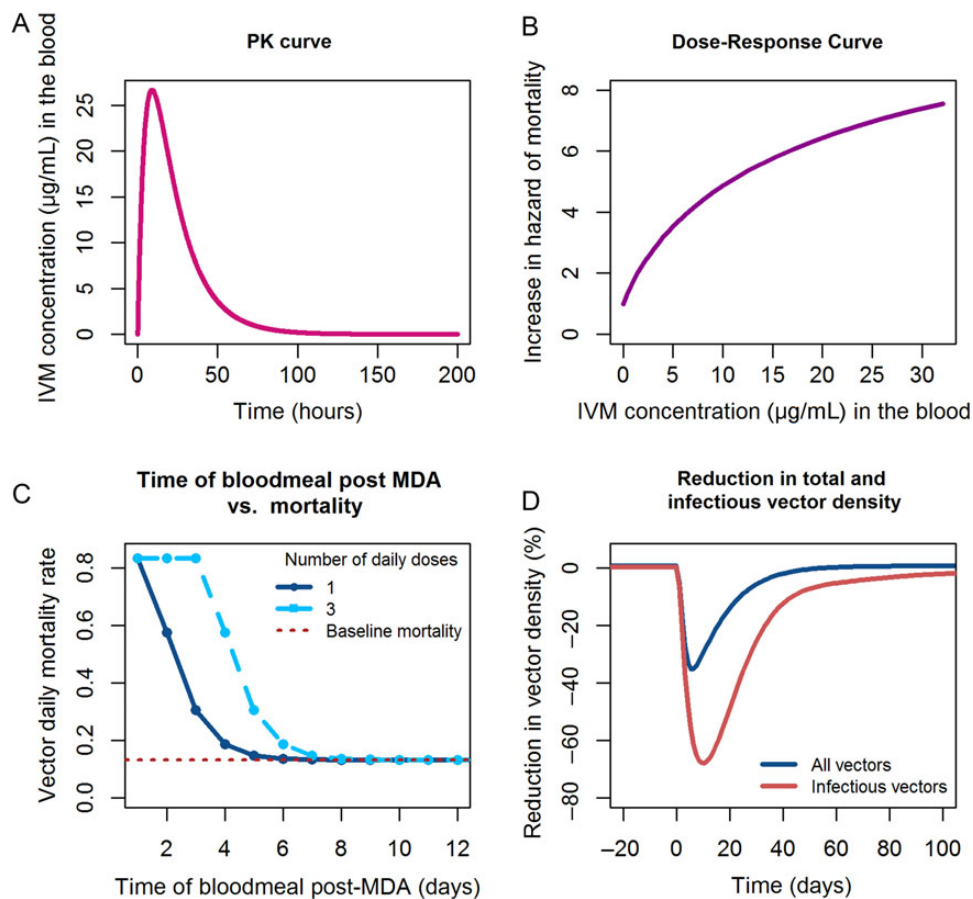 A
PK curve
IVM concentration (μg/mL) in the blood
25
20
15
10
5
0
0 50 100 150 200
Time (hours)
B
Dose-Response Curve
Increase in hazard of mortality
8
6
4
2
0
0 5 10 15 20 25 30
IVM concentration (μg/mL) in the blood
C
Time of bloodmeal post MDA
vs. mortality
Vector daily mortality rate
0.8
0.6
0.4
0.2
0.0
Number of daily doses
1
3
Baseline mortality
2 4 6 8 10 12
Time of bloodmeal post-MDA (days)
D
Reduction in total and
infectious vector density
Reduction in vector density (%)
0
−20
−40
−60
−80
All vectors
Infectious vectors
−20 0 20 40 60 80 100
Time (days)